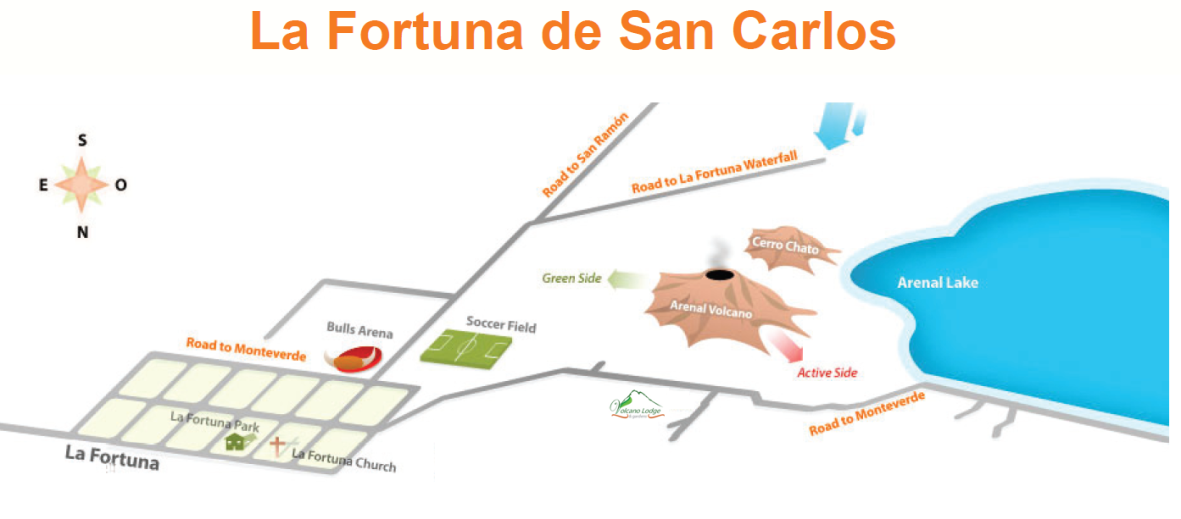 La Fortuna de San Carlos
S
E
O
N
Road to San Ramón
Road to La Fortuna Waterfall
Cerro Chato
Green Side
Arenal Volcano
Arenal Lake
Bulls Arena
Soccer Field
Road to Monteverde
Active Side
Volcano Lodge
Road to Monteverde
La Fortuna Park
La Fortuna Church
La Fortuna